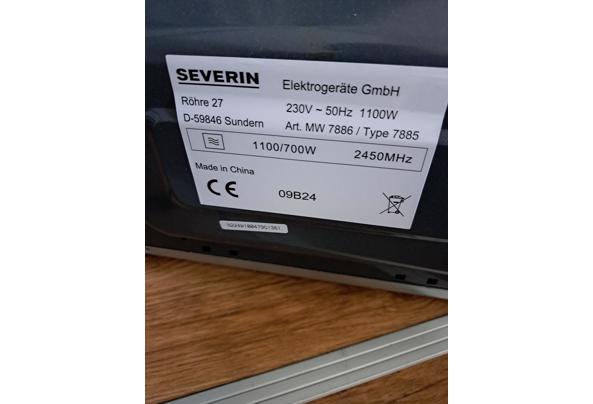 SEVERIN Elektrogeräte GmbH
Röhre 27 230V ~ 50Hz 1100W
D-59846 Sundern Art. MW 7886 / Type 7885
1100/700W 2450MHz
Made in China
CE 09B24